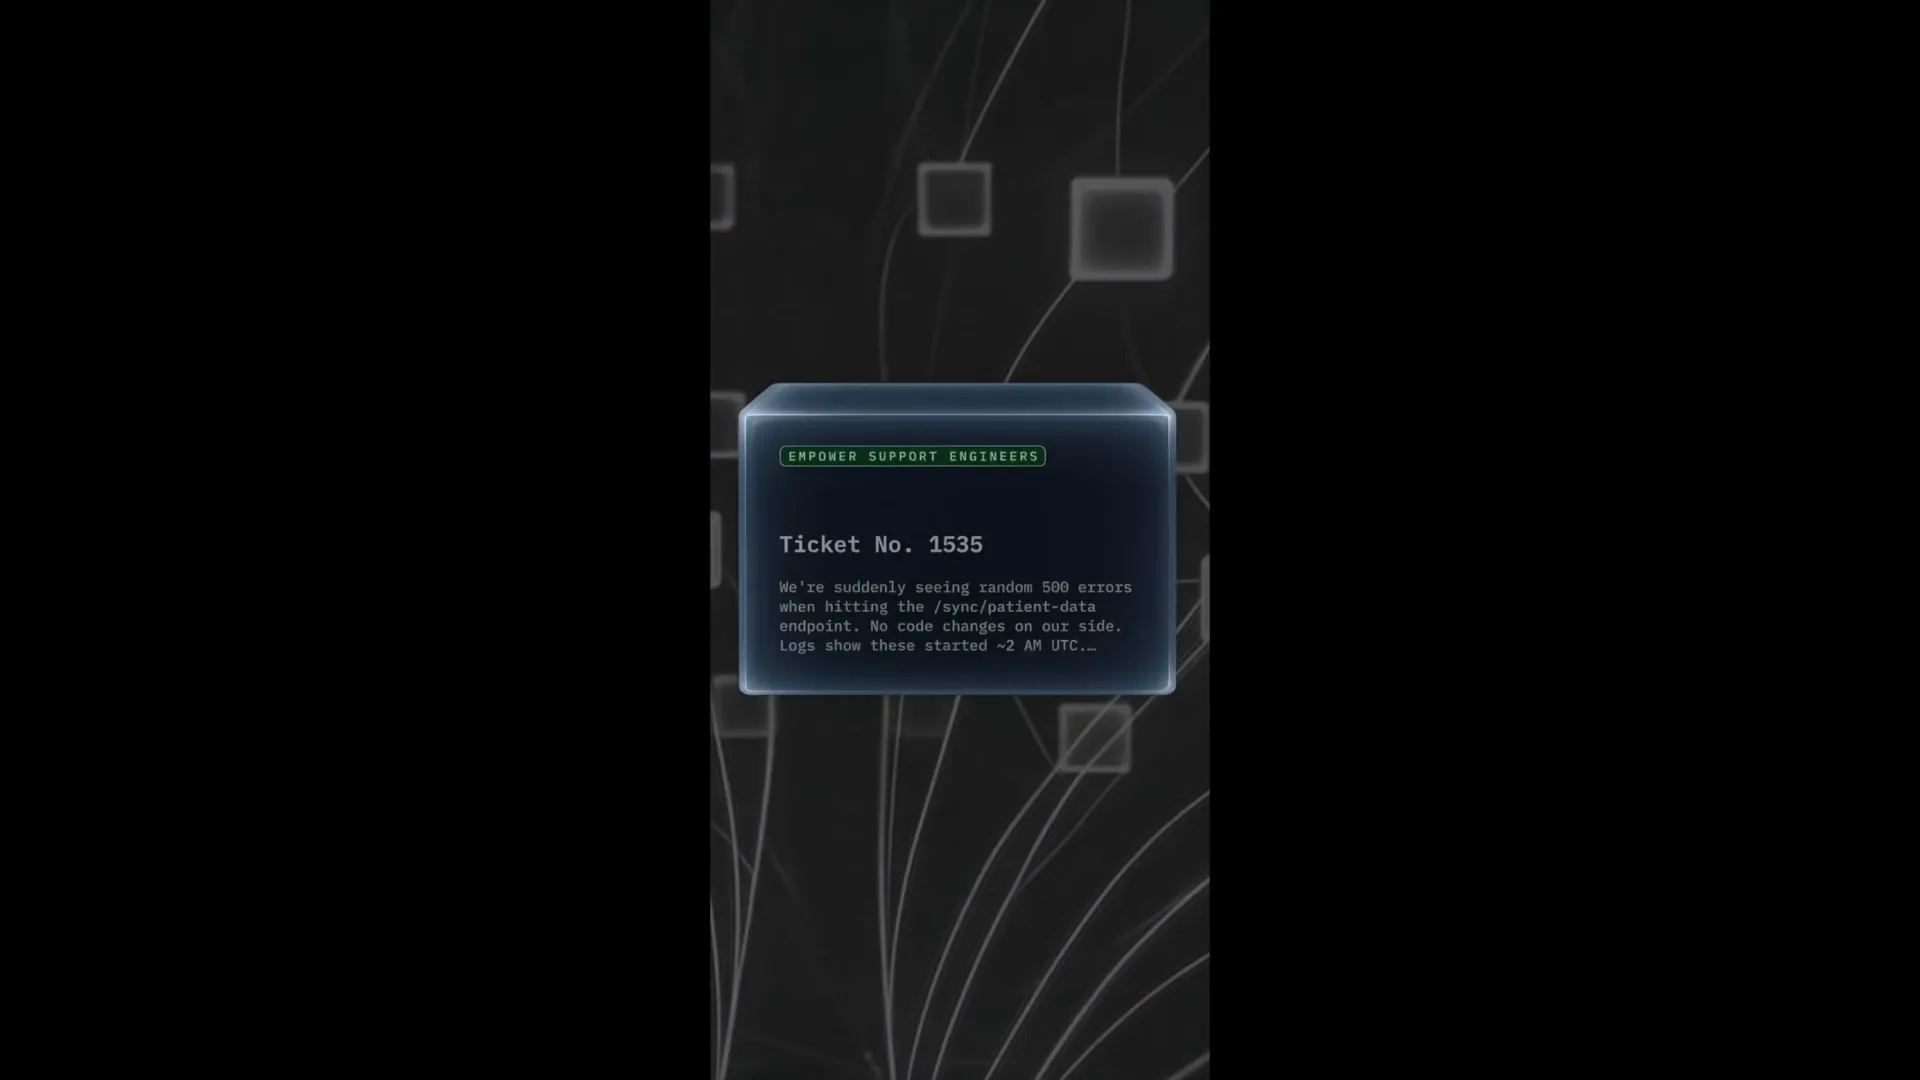 EMPOWER SUPPORT ENGINEERS
Ticket No. 1535
We're suddenly seeing random 500 errors
when hitting the /sync/patient-data
endpoint. No code changes on our side.
Logs show these started ~2 AM UTC.…